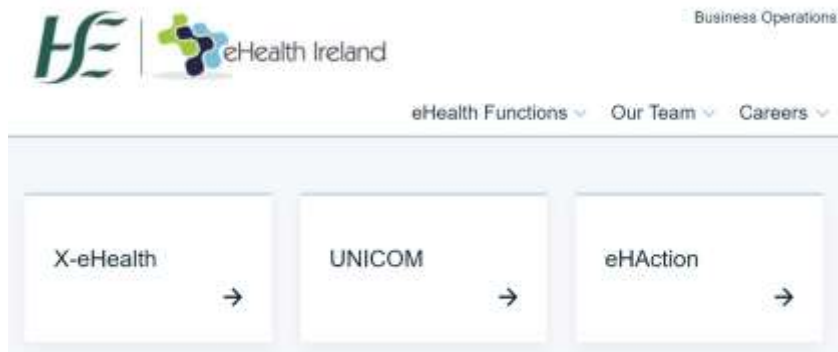 Business Operations
HSE
eHealth Ireland
eHealth Functions
Our Team
Careers
X-eHealth
UNICOM
eHAction